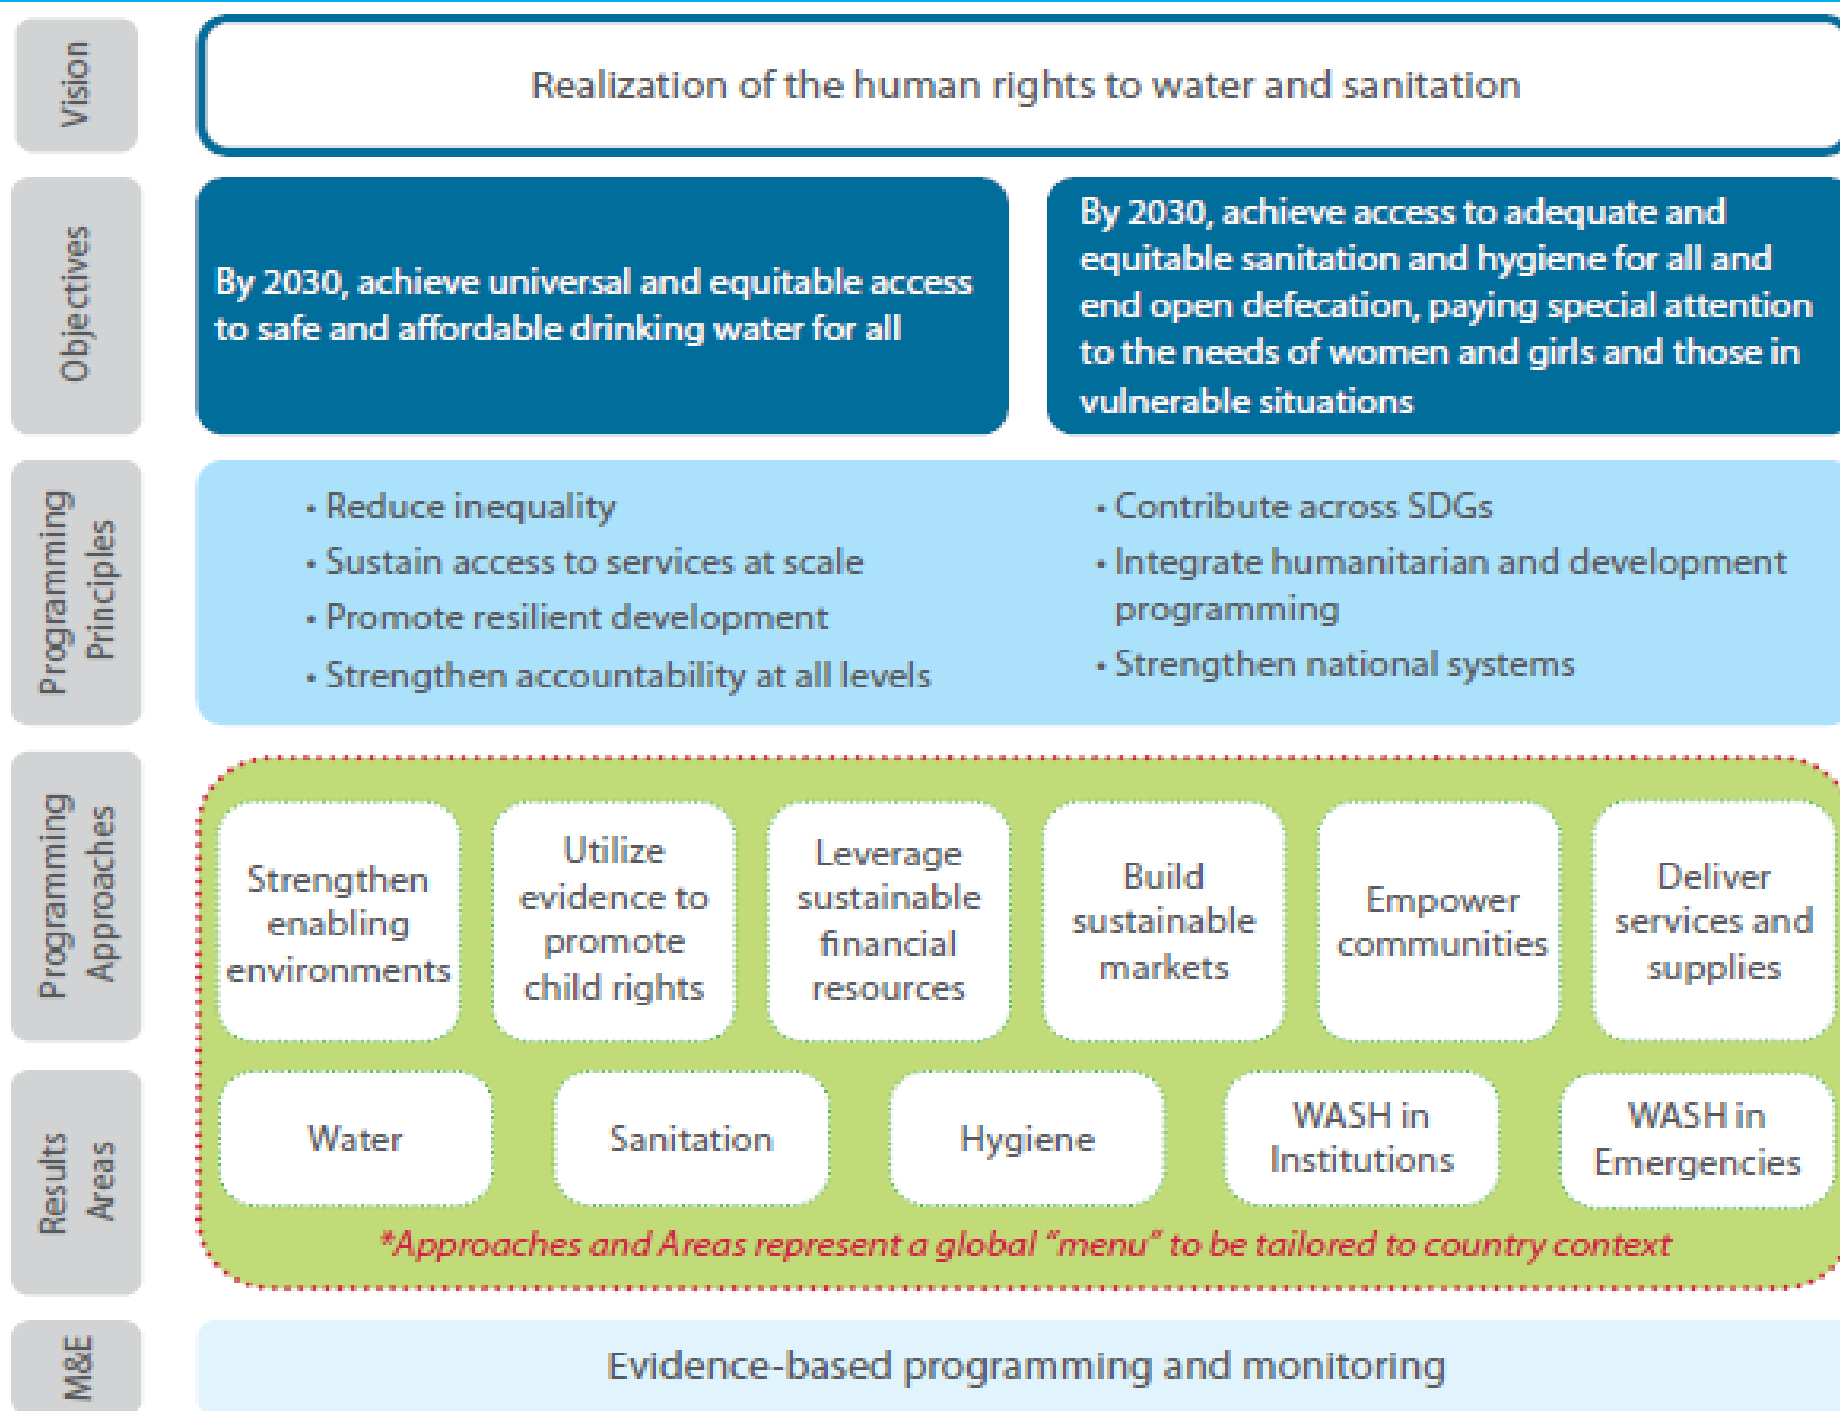 Vision
Realization of the human rights to water and sanitation
Objectives
By 2030, achieve universal and equitable access
to safe and affordable drinking water for all
By 2030, achieve access to adequate and
equitable sanitation and hygiene for all and
end open defecation, paying special attention
to the needs of women and girls and those in
vulnerable situations
Programming
Principles
• Reduce inequality
• Sustain access to services at scale
• Promote resilient development
• Strengthen accountability at all levels
• Contribute across SDGs
• Integrate humanitarian and development
programming
• Strengthen national systems
Programming
Approaches
Strengthen
enabling
environments
Utilize
evidence to
promote
child rights
Leverage
sustainable
financial
resources
Build
sustainable
markets
Empower
communities
Deliver
services and
supplies
Results
Areas
Water
Sanitation
Hygiene
WASH in
Institutions
WASH in
Emergencies
*Approaches and Areas represent a global “menu” to be tailored to country context
M&E
Evidence-based programming and monitoring